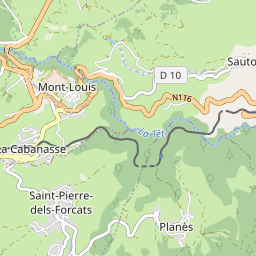 Sauto
D 10
Mont-Louis
N116
La Têt
La Cabanasse
Saint-Pierre-
dels-Forcats
Planès